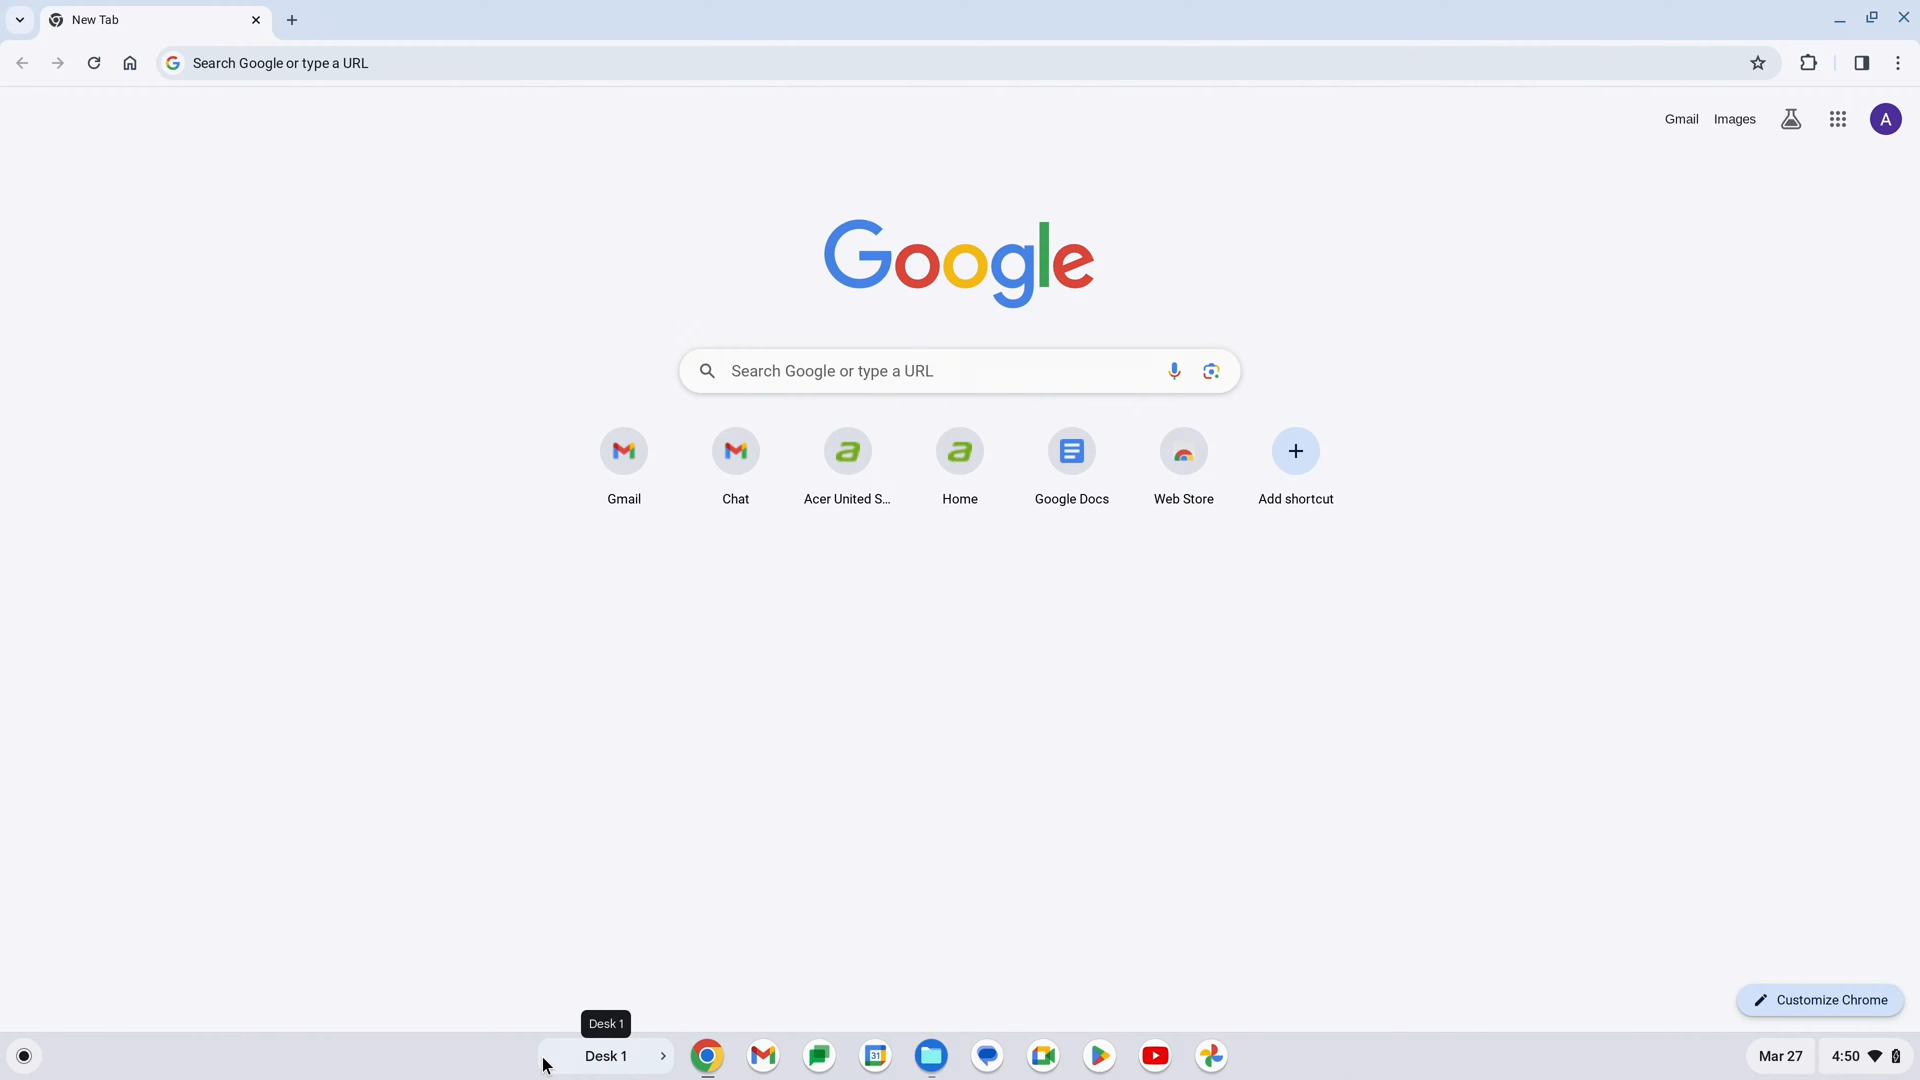 New Tab
Search Google or type a URL
Gmail Images A
Google
Search Google or type a URL
Gmail Chat Acer United S... Home Google Docs Web Store Add shortcut
Customize Chrome
Desk 1
Desk 1 31 Mar 27 4:50